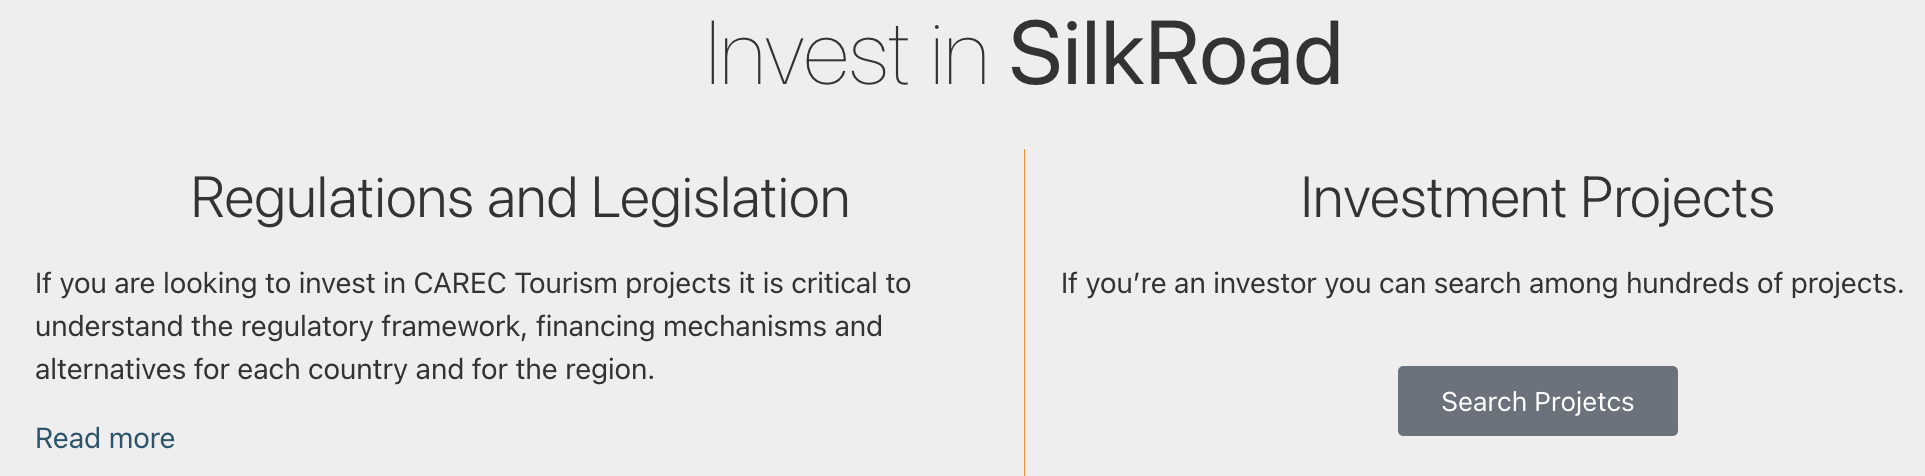 Invest in SilkRoad
Regulations and Legislation
If you are looking to invest in CAREC Tourism projects it is critical to
understand the regulatory framework, financing mechanisms and
alternatives for each country and for the region.
Read more
Investment Projects
If you’re an investor you can search among hundreds of projects.
Search Projetcs